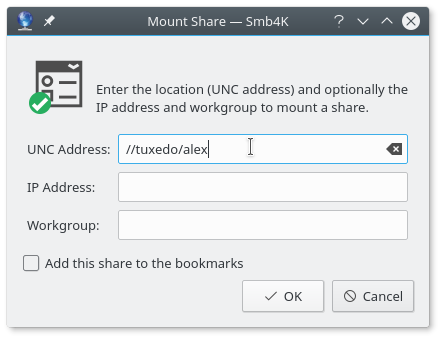 Mount Share — Smb4K
Enter the location (UNC address) and optionally the
IP address and workgroup to mount a share.
UNC Address: //tuxedo/alex
IP Address:
Workgroup:
Add this share to the bookmarks
OK Cancel